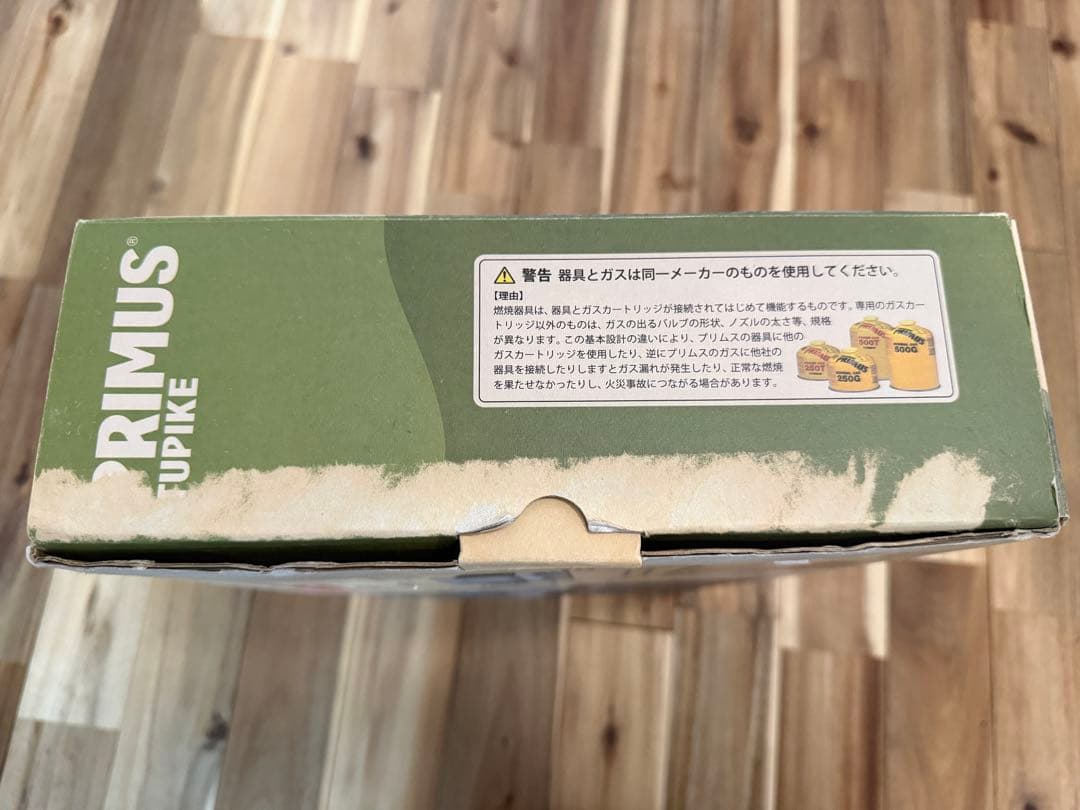 PRIMUS®
TUPIKE
警告 器具とガスは同一メーカーのものを使用してください。
【理由】
燃焼器具は、器具とガスカートリッジが接続されてはじめて機能するものです。専用のガスカー
トリッジ以外のものは、ガスの出るバルブの形状、ノズルの太さ等、規格
が異なります。この基本設計の違いにより、プリムスの器具に他の
ガスカートリッジを使用したり、逆にプリムスのガスに他社の
器具を接続したりしますとガス漏れが発生したり、正常な燃焼
を果たせなかったりし、火災事故につながる場合があります。
PRIMUS
500T
PRIMUS
500G
PRIMUS
250T
PRIMUS
250G